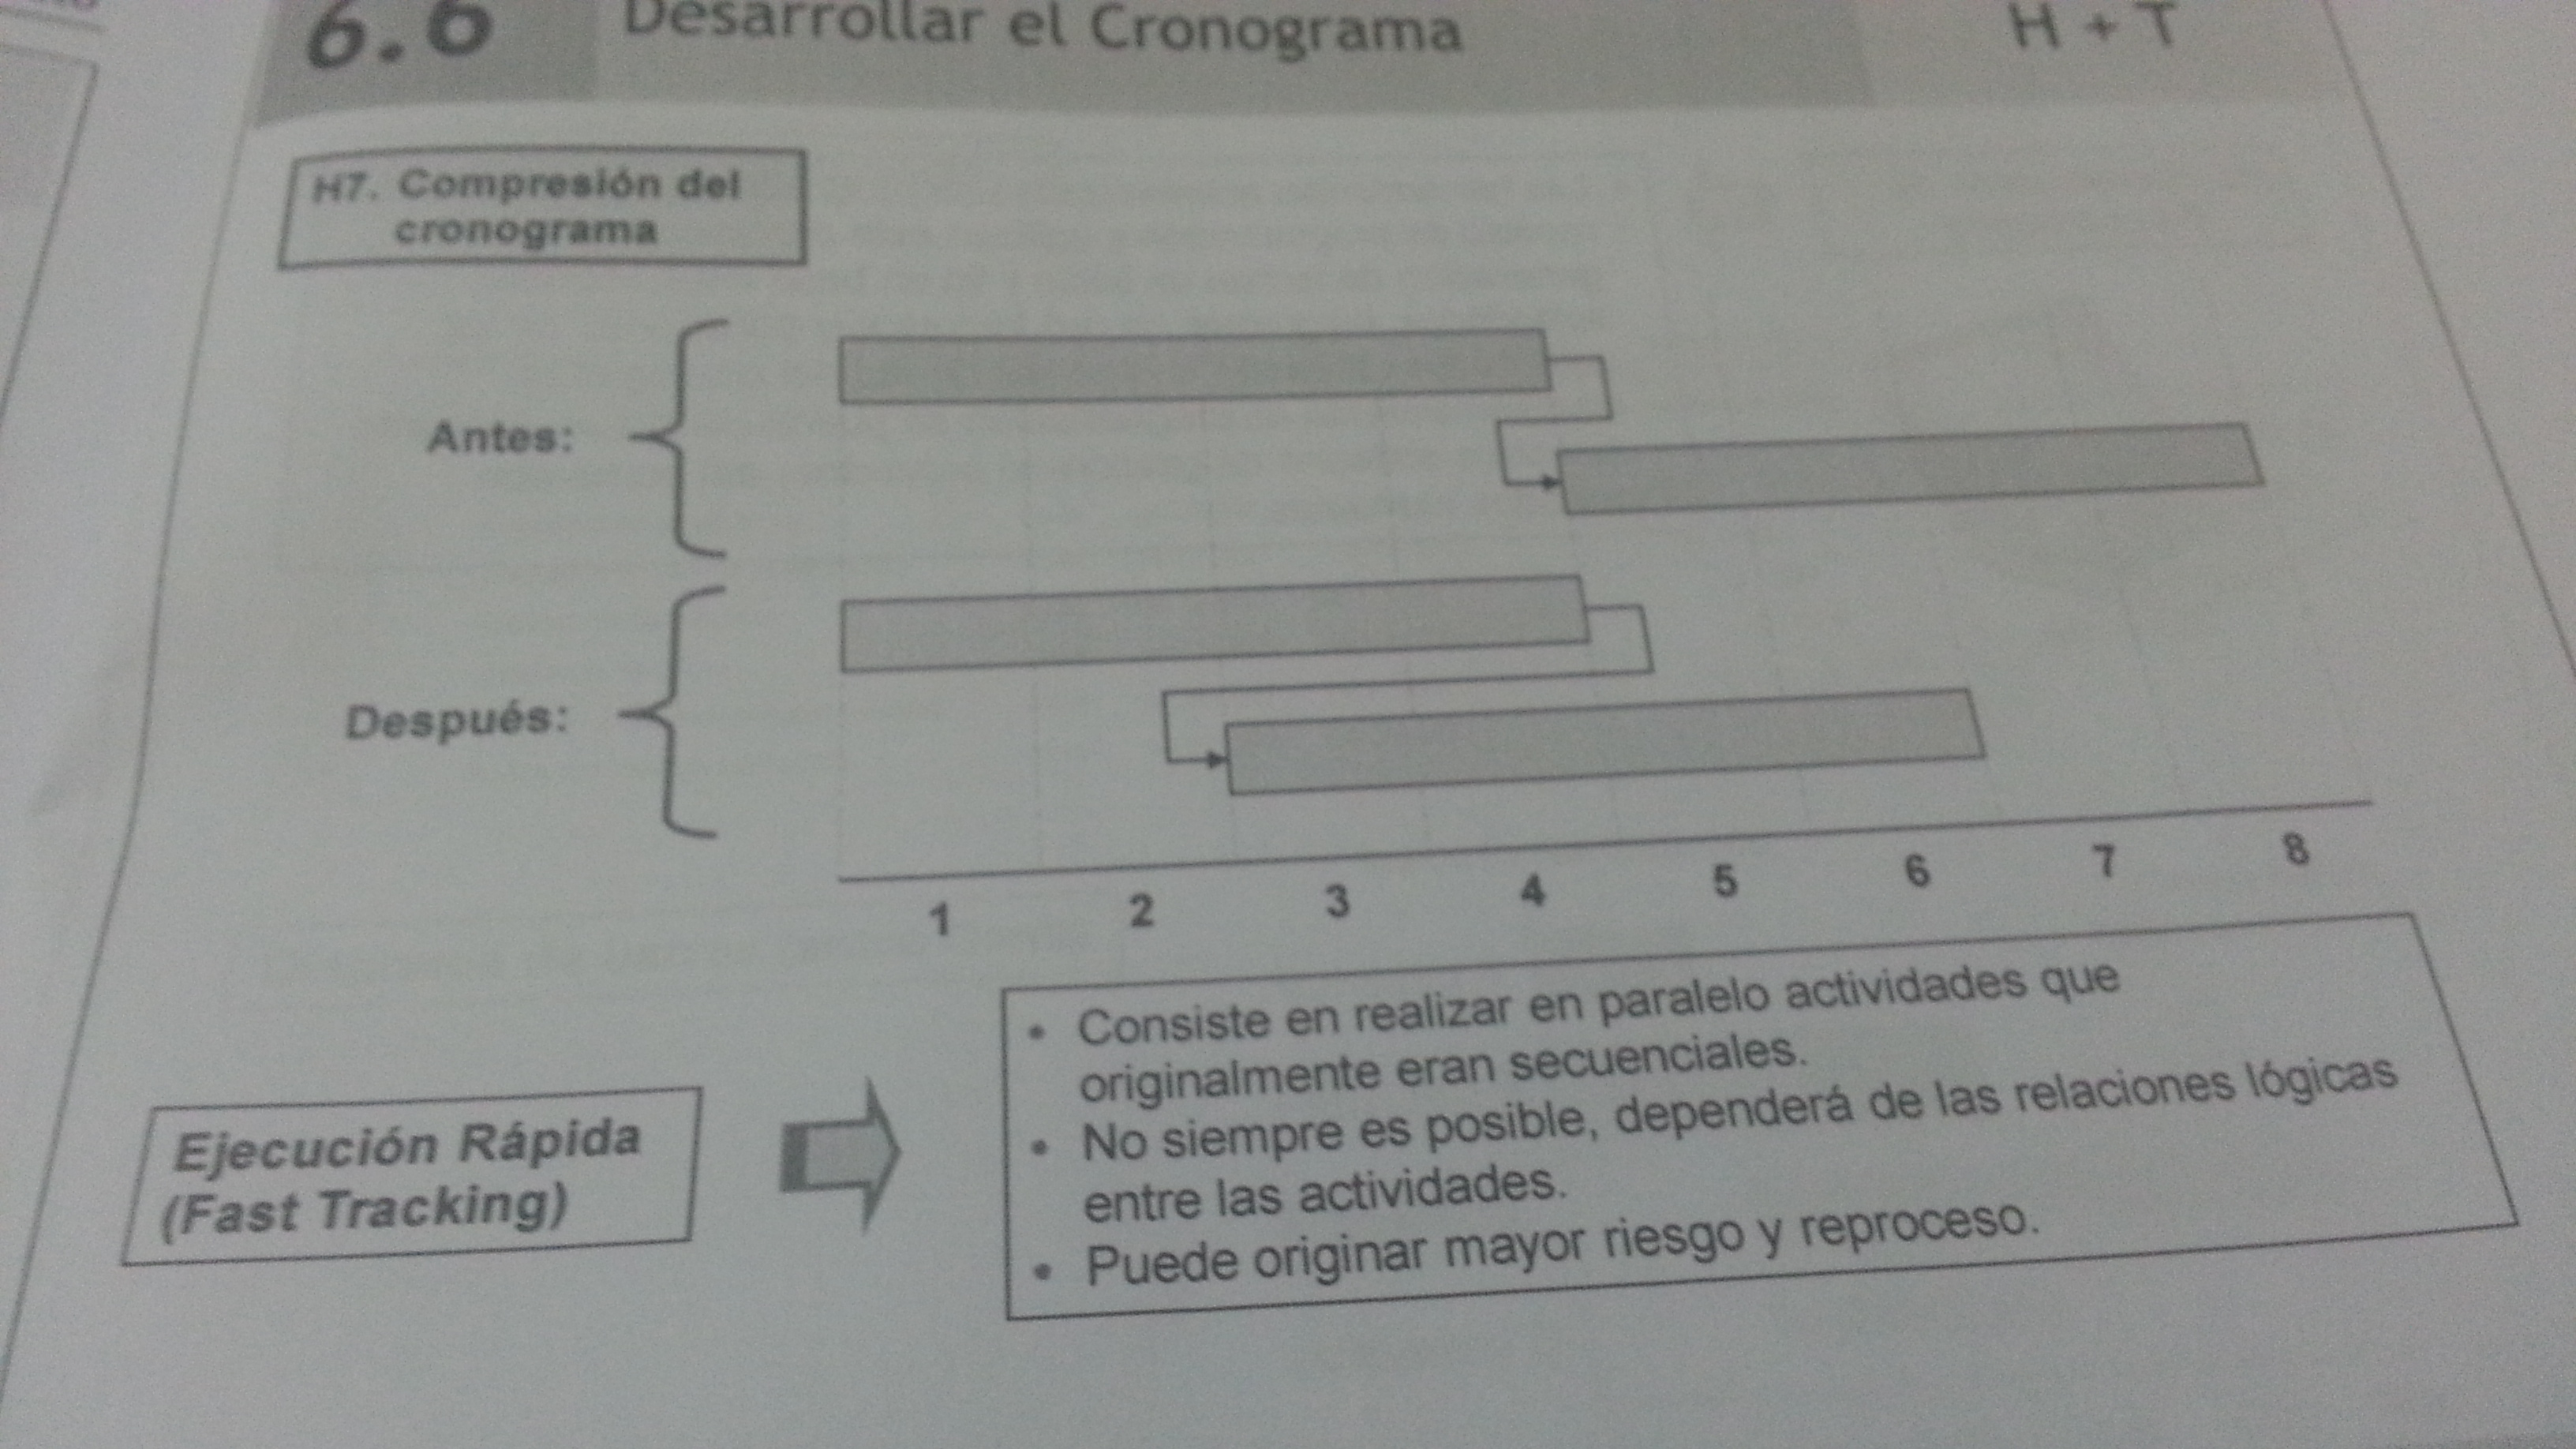 6.6 Desarrollar el Cronograma H + T
H7. Compresión del
cronograma
Antes:
Después:
1 2 3 4 5 6 7 8
Ejecución Rápida
(Fast Tracking)
• Consiste en realizar en paralelo actividades que
originalmente eran secuenciales.
• No siempre es posible, dependerá de las relaciones lógicas
entre las actividades.
• Puede originar mayor riesgo y reproceso.